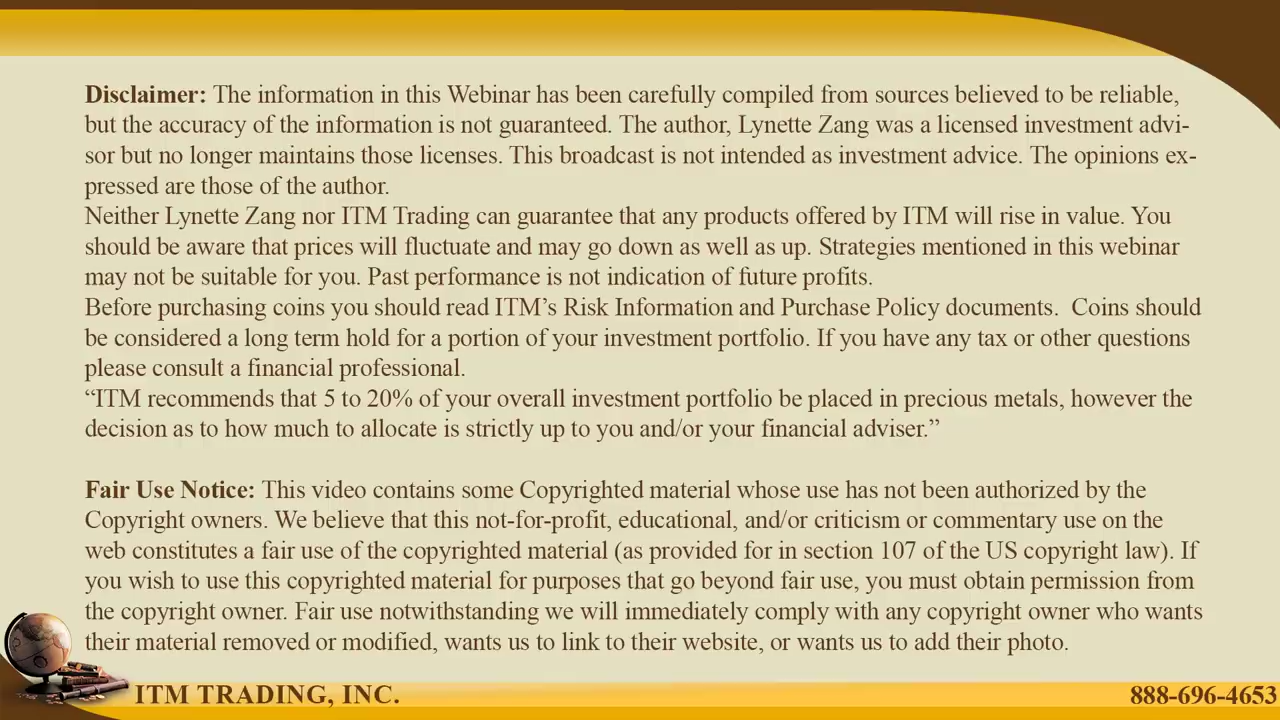 Disclaimer: The information in this Webinar has been carefully compiled from sources believed to be reliable,
but the accuracy of the information is not guaranteed. The author, Lynette Zang was a licensed investment advi-
sor but no longer maintains those licenses. This broadcast is not intended as investment advice. The opinions ex-
pressed are those of the author.
Neither Lynette Zang nor ITM Trading can guarantee that any products offered by ITM will rise in value. You
should be aware that prices will fluctuate and may go down as well as up. Strategies mentioned in this webinar
may not be suitable for you. Past performance is not indication of future profits.
Before purchasing coins you should read ITM’s Risk Information and Purchase Policy documents.  Coins should
be considered a long term hold for a portion of your investment portfolio. If you have any tax or other questions
please consult a financial professional.
“ITM recommends that 5 to 20% of your overall investment portfolio be placed in precious metals, however the
decision as to how much to allocate is strictly up to you and/or your financial adviser.”
Fair Use Notice: This video contains some Copyrighted material whose use has not been authorized by the
Copyright owners. We believe that this not-for-profit, educational, and/or criticism or commentary use on the
web constitutes a fair use of the copyrighted material (as provided for in section 107 of the US copyright law). If
you wish to use this copyrighted material for purposes that go beyond fair use, you must obtain permission from
the copyright owner. Fair use notwithstanding we will immediately comply with any copyright owner who wants
their material removed or modified, wants us to link to their website, or wants us to add their photo.
ITM TRADING, INC.
888-696-4653